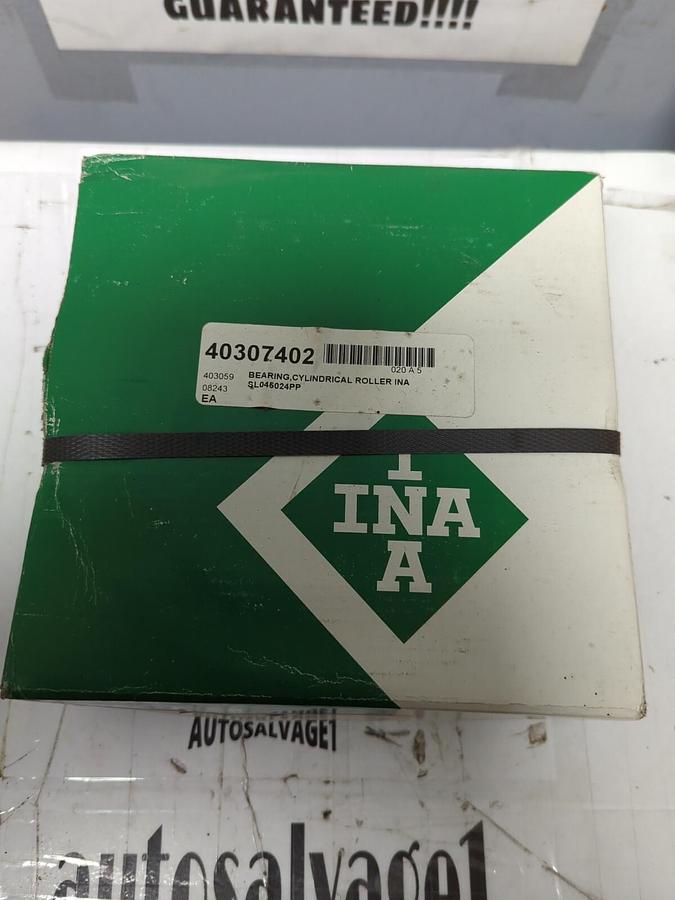 GUARANTEED!!!!
40307402
020 A 5
403059 BEARING,CYLINDRICAL ROLLER INA
08243 SL045024PP
EA
I
INA
A
AUTOSALVAGE1
autosalvage1